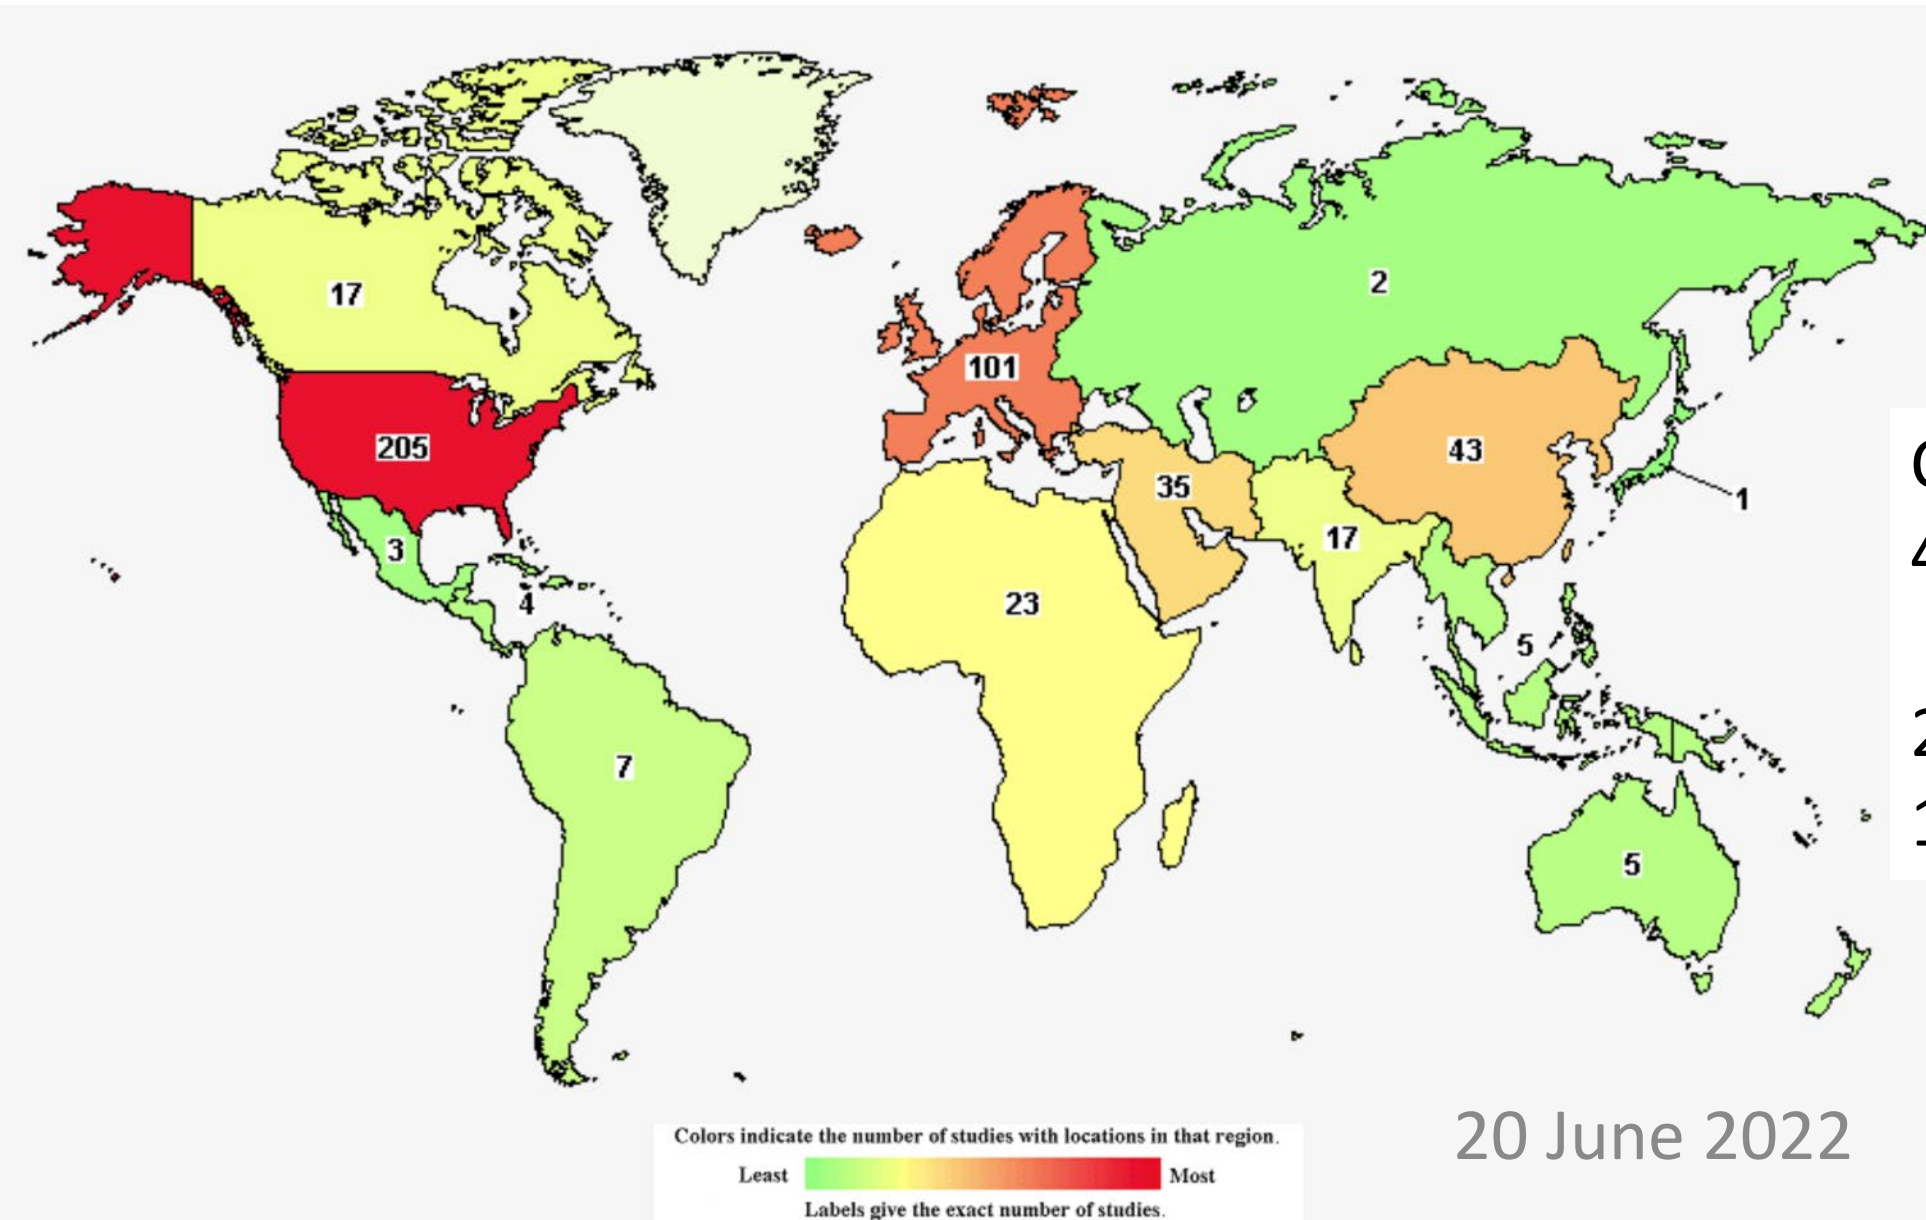 2
17
101
205
43
35
1
3
17
4
23
5
7
5
20 June 2022
Colors indicate the number of studies with locations in that region.
Least
Most
Labels give the exact number of studies.